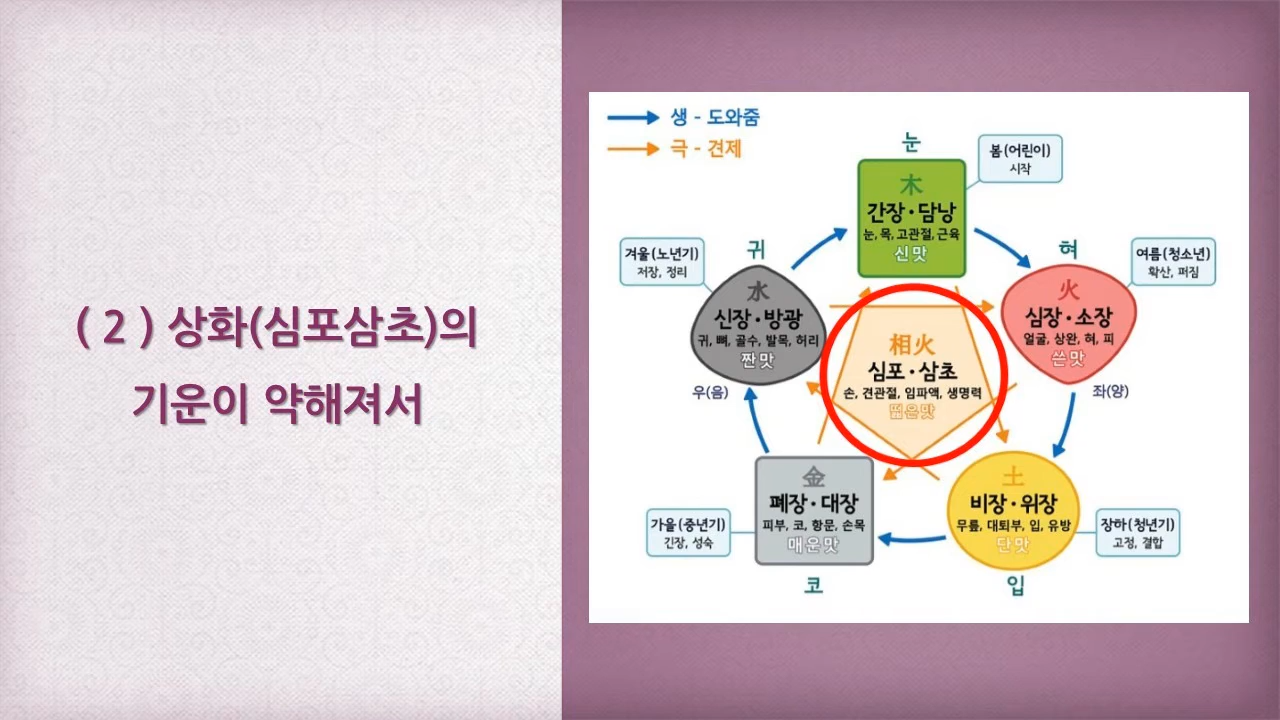 ( 2 ) 상화(심포삼초)의
기운이 약해져서
생 - 도와줌
극 - 견제
눈
木
간장·담낭
눈, 목, 고관절, 근육
신맛
봄(어린이)
시작
귀
水
신장·방광
귀, 뼈, 골수, 발목, 허리
짠맛
겨울(노년기)
저장, 정리
혀
火
심장·소장
얼굴, 상완, 혀, 피
쓴맛
여름(청소년)
확산, 퍼짐
相火
심포·삼초
손, 견관절, 임파액, 생명력
떫은맛
우(음)
좌(양)
金
폐장·대장
피부, 코, 항문, 손목
매운맛
가을(중년기)
긴장, 성숙
코
土
비장·위장
무릎, 대퇴부, 입, 유방
단맛
장하(청년기)
고정, 결합
입